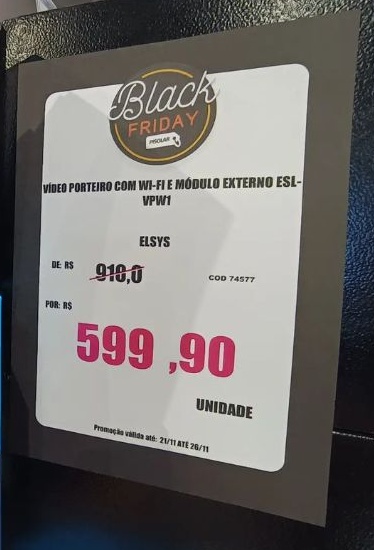 Black
FRIDAY
PISOLAR
VÍDEO PORTEIRO COM WI-FI E MÓDULO EXTERNO ESL-
VPW1
ELSYS
DE: R$ 910,0 COD 74577
POR: R$
599 ,90
UNIDADE
Promoção válida até: 21/11 ATÉ 26/11